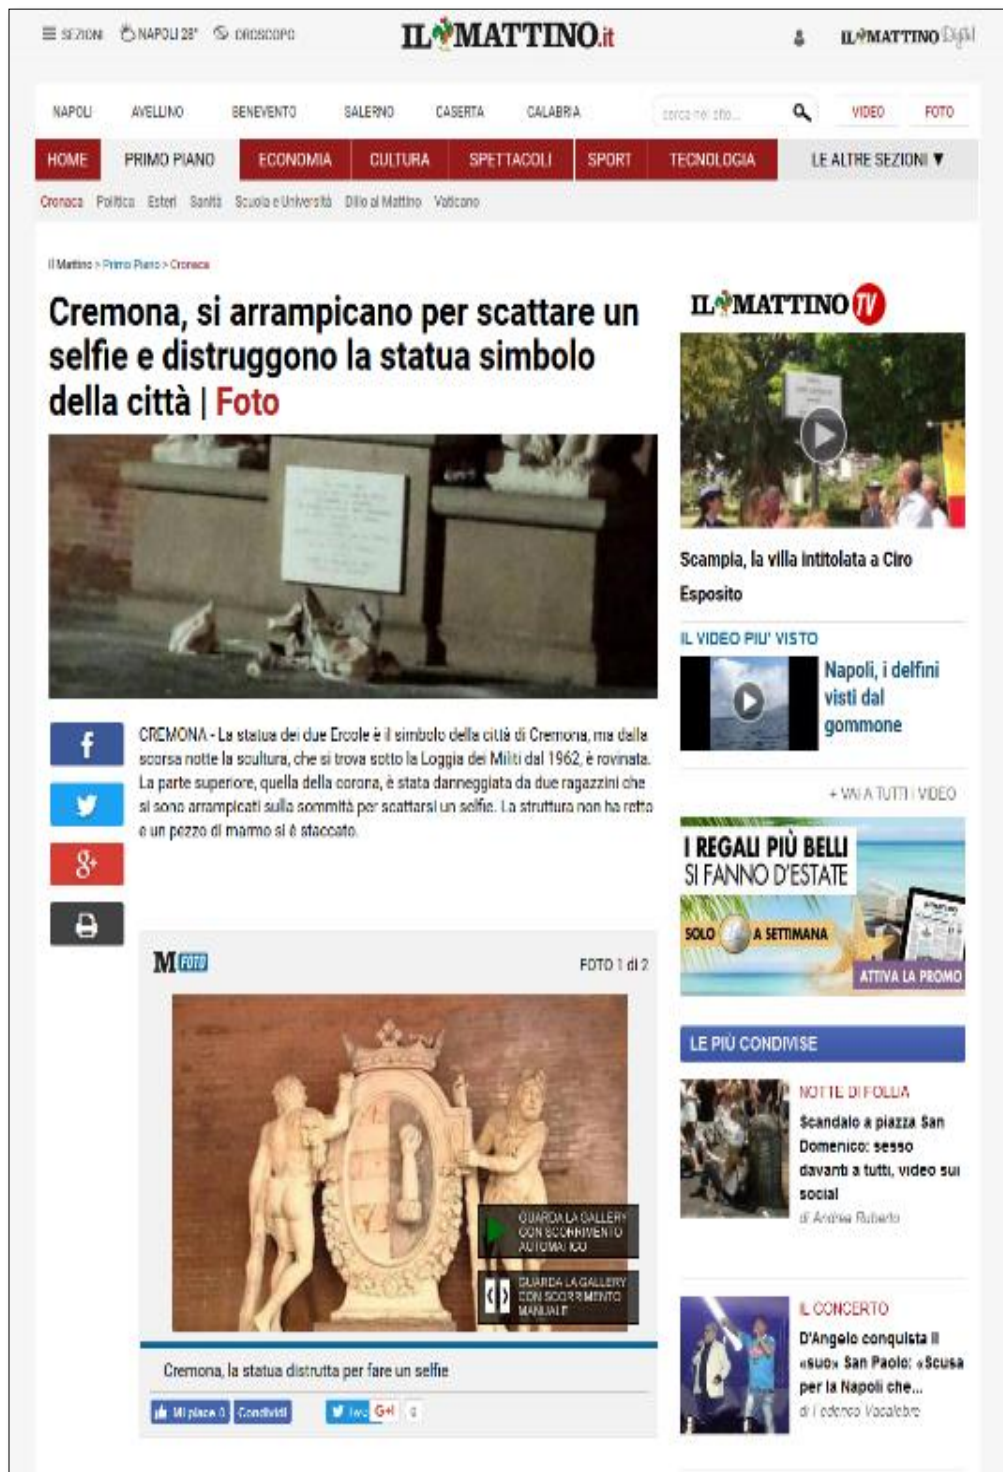 SEZIONI NAPOLI 28° OROSCOPO
IL MATTINO.it
IL MATTINO Digital
NAPOLI AVELLINO BENEVENTO SALERNO CASERTA CALABRIA
cerca nel sito...
VIDEO FOTO
HOME PRIMO PIANO ECONOMIA CULTURA SPETTACOLI SPORT TECNOLOGIA LE ALTRE SEZIONI ▼
Cronaca Politica Esteri Sanità Scuola e Università Dillo al Mattino Vaticano
Il Mattino > Primo Piano > Cronaca
Cremona, si arrampicano per scattare un
selfie e distruggono la statua simbolo
della città | Foto
CREMONA - La statua dei due Ercole è il simbolo della città di Cremona, ma dalla
scorsa notte la scultura, che si trova sotto la Loggia dei Militi dal 1962, è rovinata.
La parte superiore, quella della corona, è stata danneggiata da due ragazzini che
si sono arrampicati sulla sommità per scattarsi un selfie. La struttura non ha retto
e un pezzo di marmo si è staccato.
M FOTO
FOTO 1 di 2
GUARDA LA GALLERY
CON SCORRIMENTO
AUTOMATICO
GUARDA LA GALLERY
CON SCORRIMENTO
MANUALE
Cremona, la statua distrutta per fare un selfie
Mi piace 0 Condividi G+1 0
IL MATTINO TV
Scampia, la villa intitolata a Ciro
Esposito
IL VIDEO PIU' VISTO
Napoli, i delfini
visti dal
gommone
+ VAI A TUTTI I VIDEO
I REGALI PIÙ BELLI
SI FANNO D'ESTATE
SOLO 1 A SETTIMANA
ATTIVA LA PROMO
LE PIÙ CONDIVISE
NOTTE DI FOLLIA
Scandalo a piazza San
Domenico: sesso
davanti a tutti, video sui
social
di Andrea Ruberto
IL CONCERTO
D'Angelo conquista il
«suo» San Paolo: «Scusa
per la Napoli che...
di Federico Vacalebre